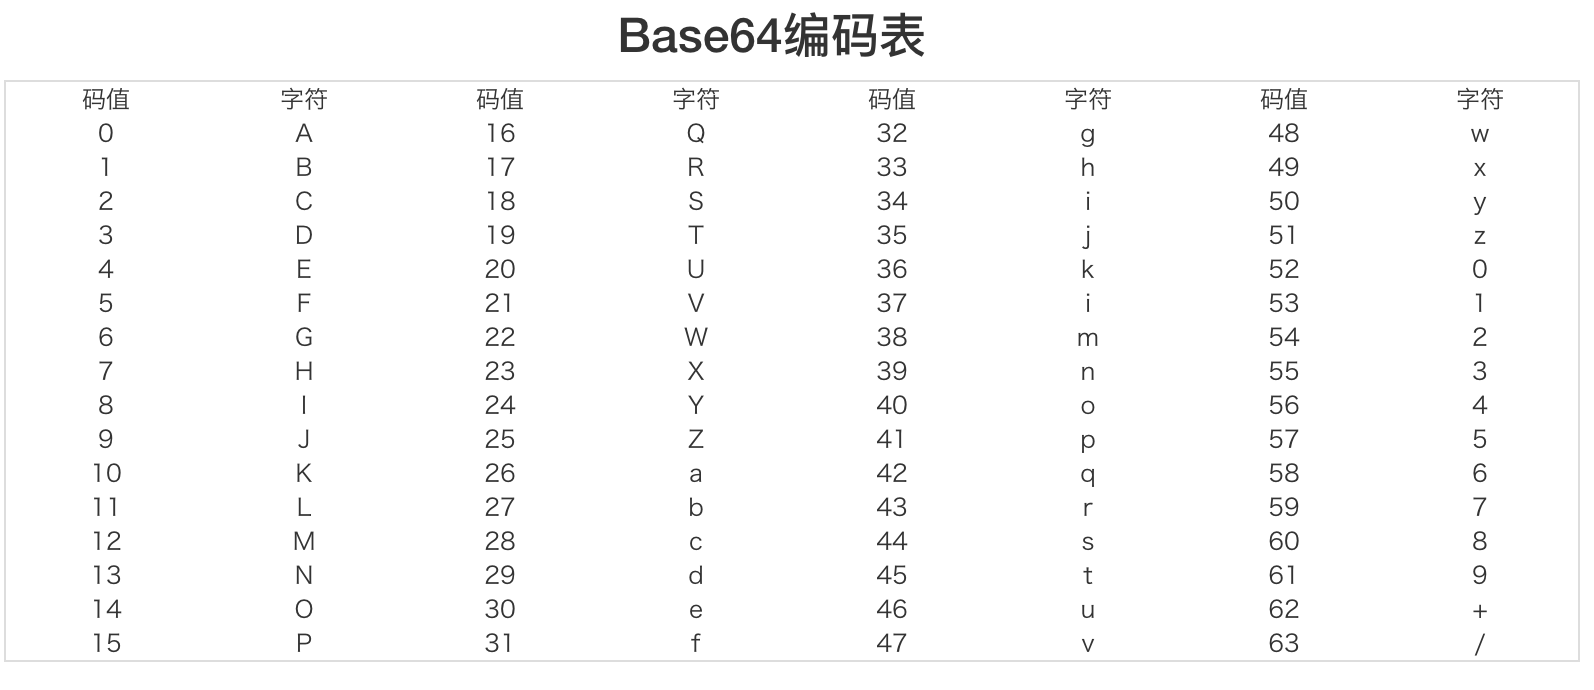 Base64编码表
码值 字符 码值 字符 码值 字符 码值 字符
0 A 16 Q 32 g 48 w
1 B 17 R 33 h 49 x
2 C 18 S 34 i 50 y
3 D 19 T 35 j 51 z
4 E 20 U 36 k 52 0
5 F 21 V 37 i 53 1
6 G 22 W 38 m 54 2
7 H 23 X 39 n 55 3
8 I 24 Y 40 o 56 4
9 J 25 Z 41 p 57 5
10 K 26 a 42 q 58 6
11 L 27 b 43 r 59 7
12 M 28 c 44 s 60 8
13 N 29 d 45 t 61 9
14 O 30 e 46 u 62 +
15 P 31 f 47 v 63 /